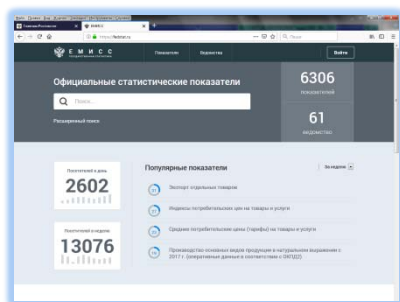 ЕМИСС
Показатели
Ведомства
Войти
Официальные статистические показатели
Поиск...
Расширенный поиск
6306
показателей
61
ведомство
Посетителей в день
2602
Посетителей в неделю
13076
Популярные показатели
За неделю
Экспорт отдельных товаров
Индексы потребительских цен на товары и услуги
Средние потребительские цены (тарифы) на товары и услуги
Производство основных видов продукции в натуральном выражении с
2017 г. (оперативные данные в соответствии с ОКПД2)